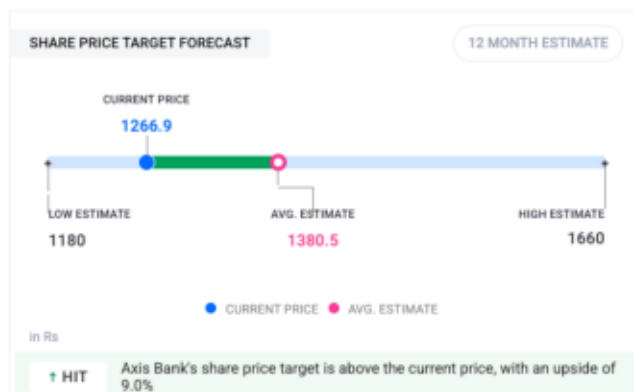 SHARE PRICE TARGET FORECAST
12 MONTH ESTIMATE
CURRENT PRICE
1266.9
LOW ESTIMATE
AVG. ESTIMATE
HIGH ESTIMATE
1180
1380.5
1660
CURRENT PRICE
AVG. ESTIMATE
in Rs
↑ HIT
Axis Bank's share price target is above the current price, with an upside of
9.0%